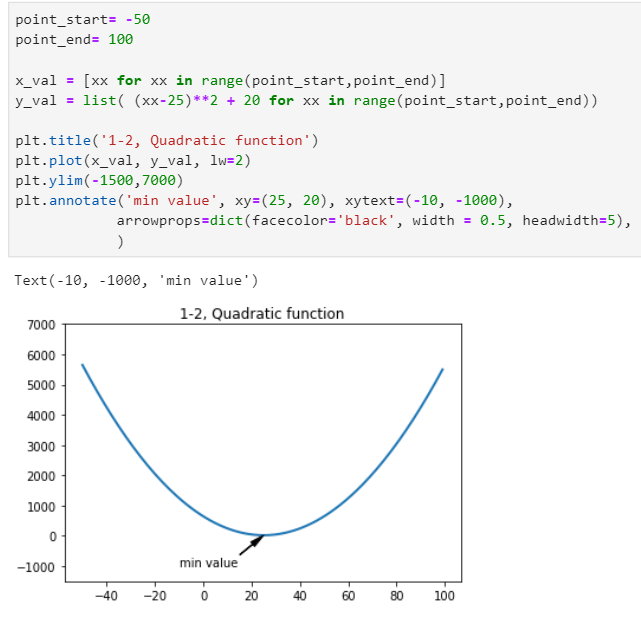 point_start= -50
point_end= 100
x_val = [xx for xx in range(point_start,point_end)]
y_val = list( (xx-25)**2 + 20 for xx in range(point_start,point_end))
plt.title('1-2, Quadratic function')
plt.plot(x_val, y_val, lw=2)
plt.ylim(-1500,7000)
plt.annotate('min value', xy=(25, 20), xytext=(-10, -1000),
arrowprops=dict(facecolor='black', width = 0.5, headwidth=5),
)
Text(-10, -1000, 'min value')
1-2, Quadratic function
7000
6000
5000
4000
3000
2000
1000
0
−1000
min value
−40 −20 0 20 40 60 80 100